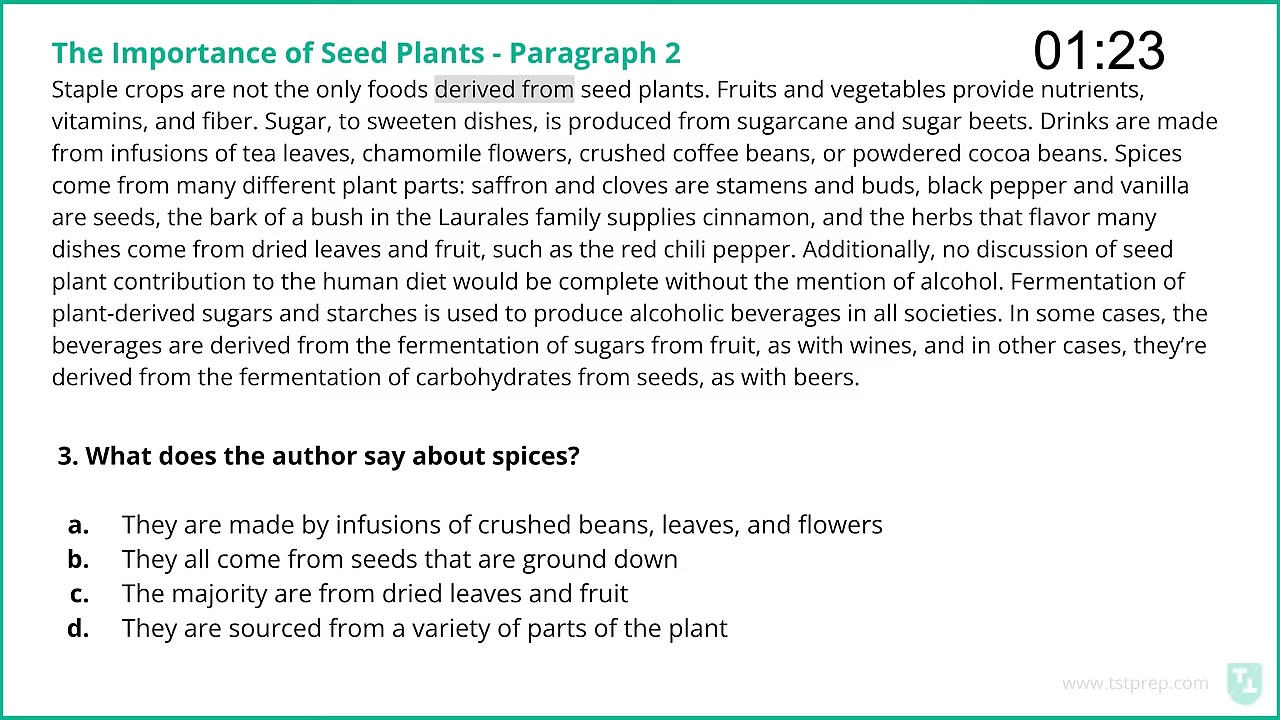 The Importance of Seed Plants - Paragraph 2
01:23
Staple crops are not the only foods derived from seed plants. Fruits and vegetables provide nutrients,
vitamins, and fiber. Sugar, to sweeten dishes, is produced from sugarcane and sugar beets. Drinks are made
from infusions of tea leaves, chamomile flowers, crushed coffee beans, or powdered cocoa beans. Spices
come from many different plant parts: saffron and cloves are stamens and buds, black pepper and vanilla
are seeds, the bark of a bush in the Laurales family supplies cinnamon, and the herbs that flavor many
dishes come from dried leaves and fruit, such as the red chili pepper. Additionally, no discussion of seed
plant contribution to the human diet would be complete without the mention of alcohol. Fermentation of
plant-derived sugars and starches is used to produce alcoholic beverages in all societies. In some cases, the
beverages are derived from the fermentation of sugars from fruit, as with wines, and in other cases, they’re
derived from the fermentation of carbohydrates from seeds, as with beers.
3. What does the author say about spices?
a. They are made by infusions of crushed beans, leaves, and flowers
b. They all come from seeds that are ground down
c. The majority are from dried leaves and fruit
d. They are sourced from a variety of parts of the plant
www.tstprep.com